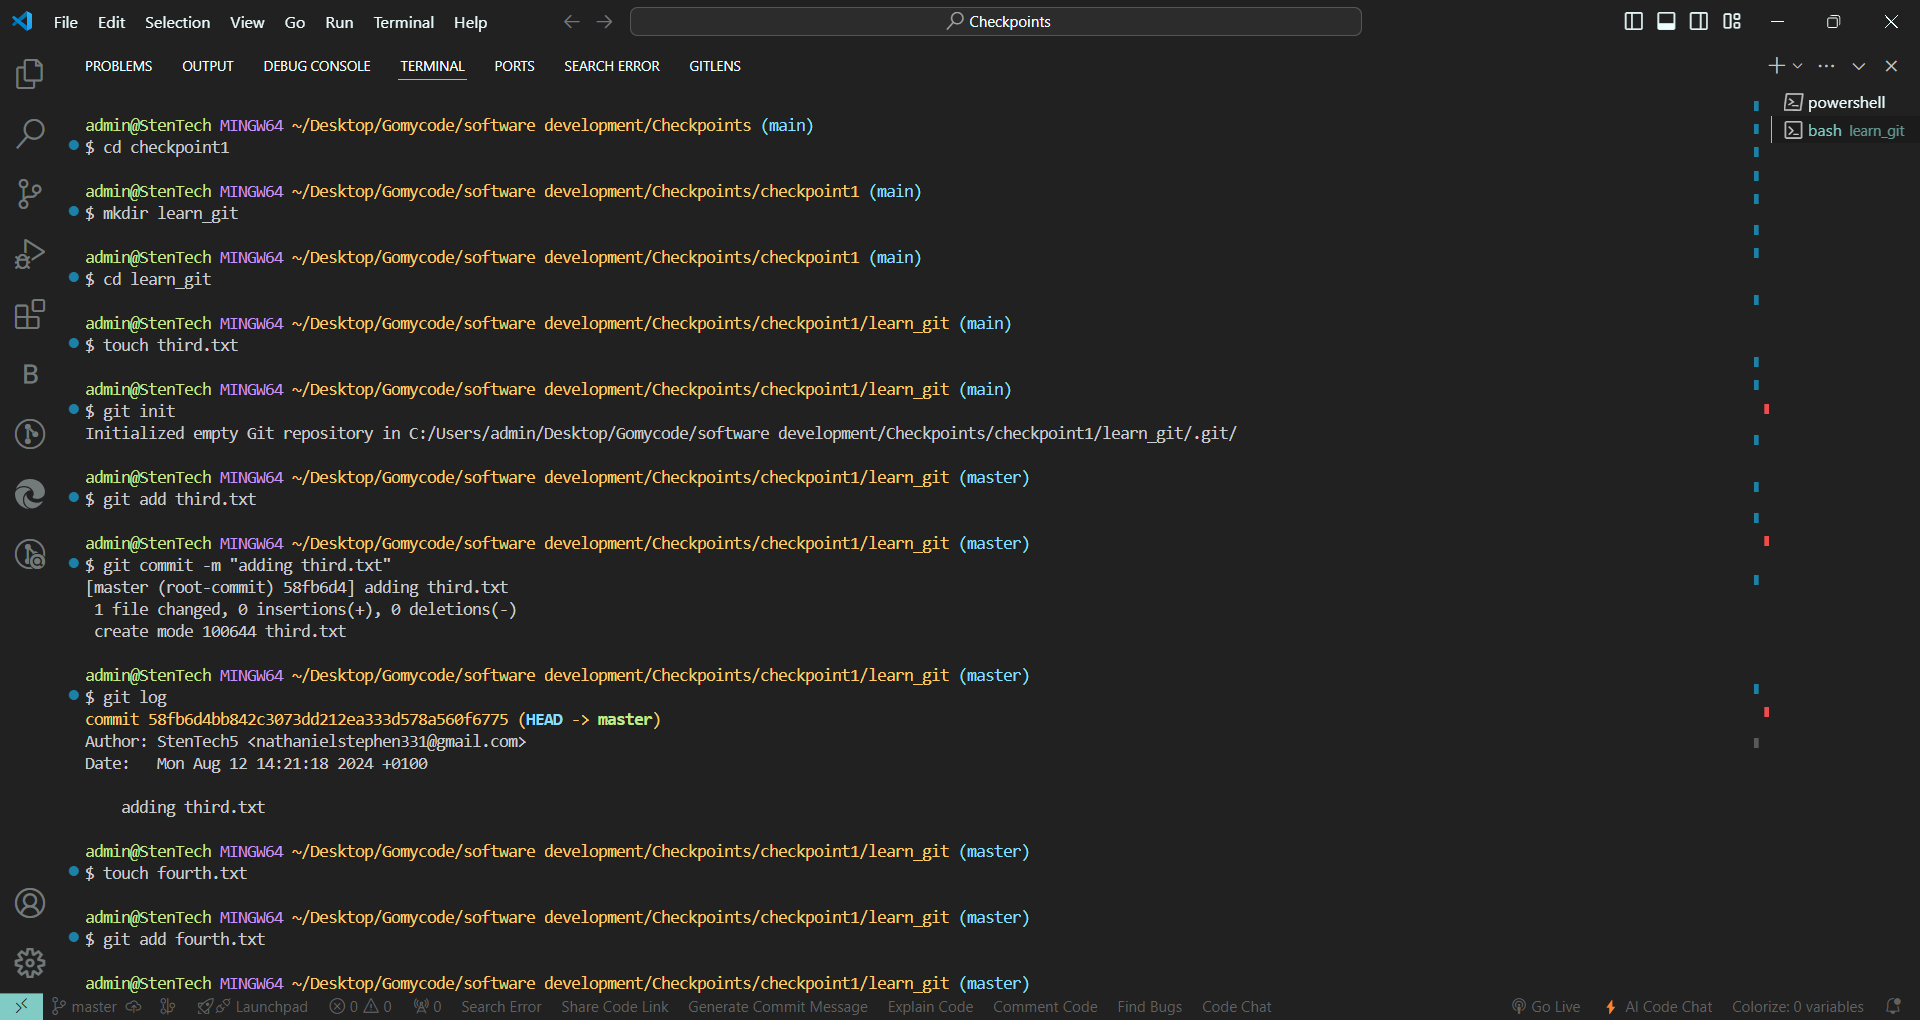 File Edit Selection View Go Run Terminal Help
Checkpoints
PROBLEMS OUTPUT DEBUG CONSOLE TERMINAL PORTS SEARCH ERROR GITLENS
powershell
bash learn_git
admin@StenTech MINGW64 ~/Desktop/Gomycode/software development/Checkpoints (main)
$ cd checkpoint1
admin@StenTech MINGW64 ~/Desktop/Gomycode/software development/Checkpoints/checkpoint1 (main)
$ mkdir learn_git
admin@StenTech MINGW64 ~/Desktop/Gomycode/software development/Checkpoints/checkpoint1 (main)
$ cd learn_git
admin@StenTech MINGW64 ~/Desktop/Gomycode/software development/Checkpoints/checkpoint1/learn_git (main)
$ touch third.txt
admin@StenTech MINGW64 ~/Desktop/Gomycode/software development/Checkpoints/checkpoint1/learn_git (main)
$ git init
Initialized empty Git repository in C:/Users/admin/Desktop/Gomycode/software development/Checkpoints/checkpoint1/learn_git/.git/
admin@StenTech MINGW64 ~/Desktop/Gomycode/software development/Checkpoints/checkpoint1/learn_git (master)
$ git add third.txt
admin@StenTech MINGW64 ~/Desktop/Gomycode/software development/Checkpoints/checkpoint1/learn_git (master)
$ git commit -m "adding third.txt"
[master (root-commit) 58fb6d4] adding third.txt
1 file changed, 0 insertions(+), 0 deletions(-)
create mode 100644 third.txt
admin@StenTech MINGW64 ~/Desktop/Gomycode/software development/Checkpoints/checkpoint1/learn_git (master)
$ git log
commit 58fb6d4bb842c3073dd212ea333d578a560f6775 (HEAD -> master)
Author: StenTech5 <nathanielstephen331@gmail.com>
Date:   Mon Aug 12 14:21:18 2024 +0100
adding third.txt
admin@StenTech MINGW64 ~/Desktop/Gomycode/software development/Checkpoints/checkpoint1/learn_git (master)
$ touch fourth.txt
admin@StenTech MINGW64 ~/Desktop/Gomycode/software development/Checkpoints/checkpoint1/learn_git (master)
$ git add fourth.txt
admin@StenTech MINGW64 ~/Desktop/Gomycode/software development/Checkpoints/checkpoint1/learn_git (master)
master Launchpad 0 0 0 Search Error Share Code Link Generate Commit Message Explain Code Comment Code Find Bugs Code Chat Go Live AI Code Chat Colorize: 0 variables